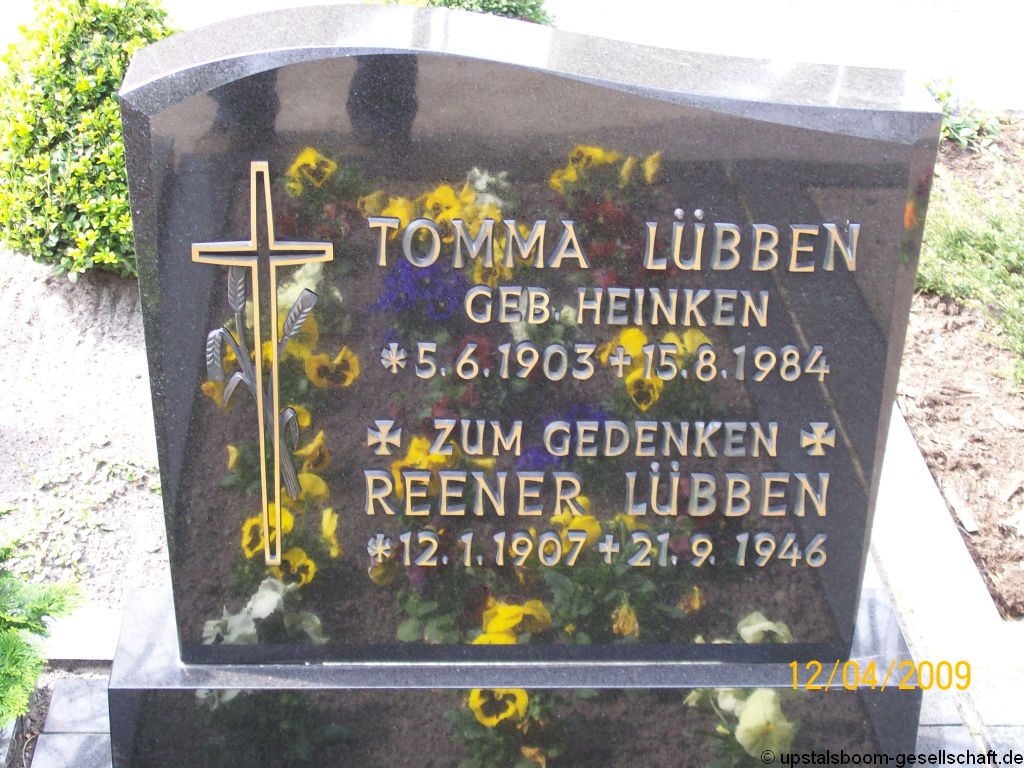 TOMMA LÜBBEN
GEB. HEINKEN
* 5. 6. 1903 + 15. 8. 1984
✠ ZUM GEDENKEN ✠
REENER LÜBBEN
* 12. 1. 1907 + 21. 9. 1946
12/04/2009
© upstalsboom-gesellschaft.de